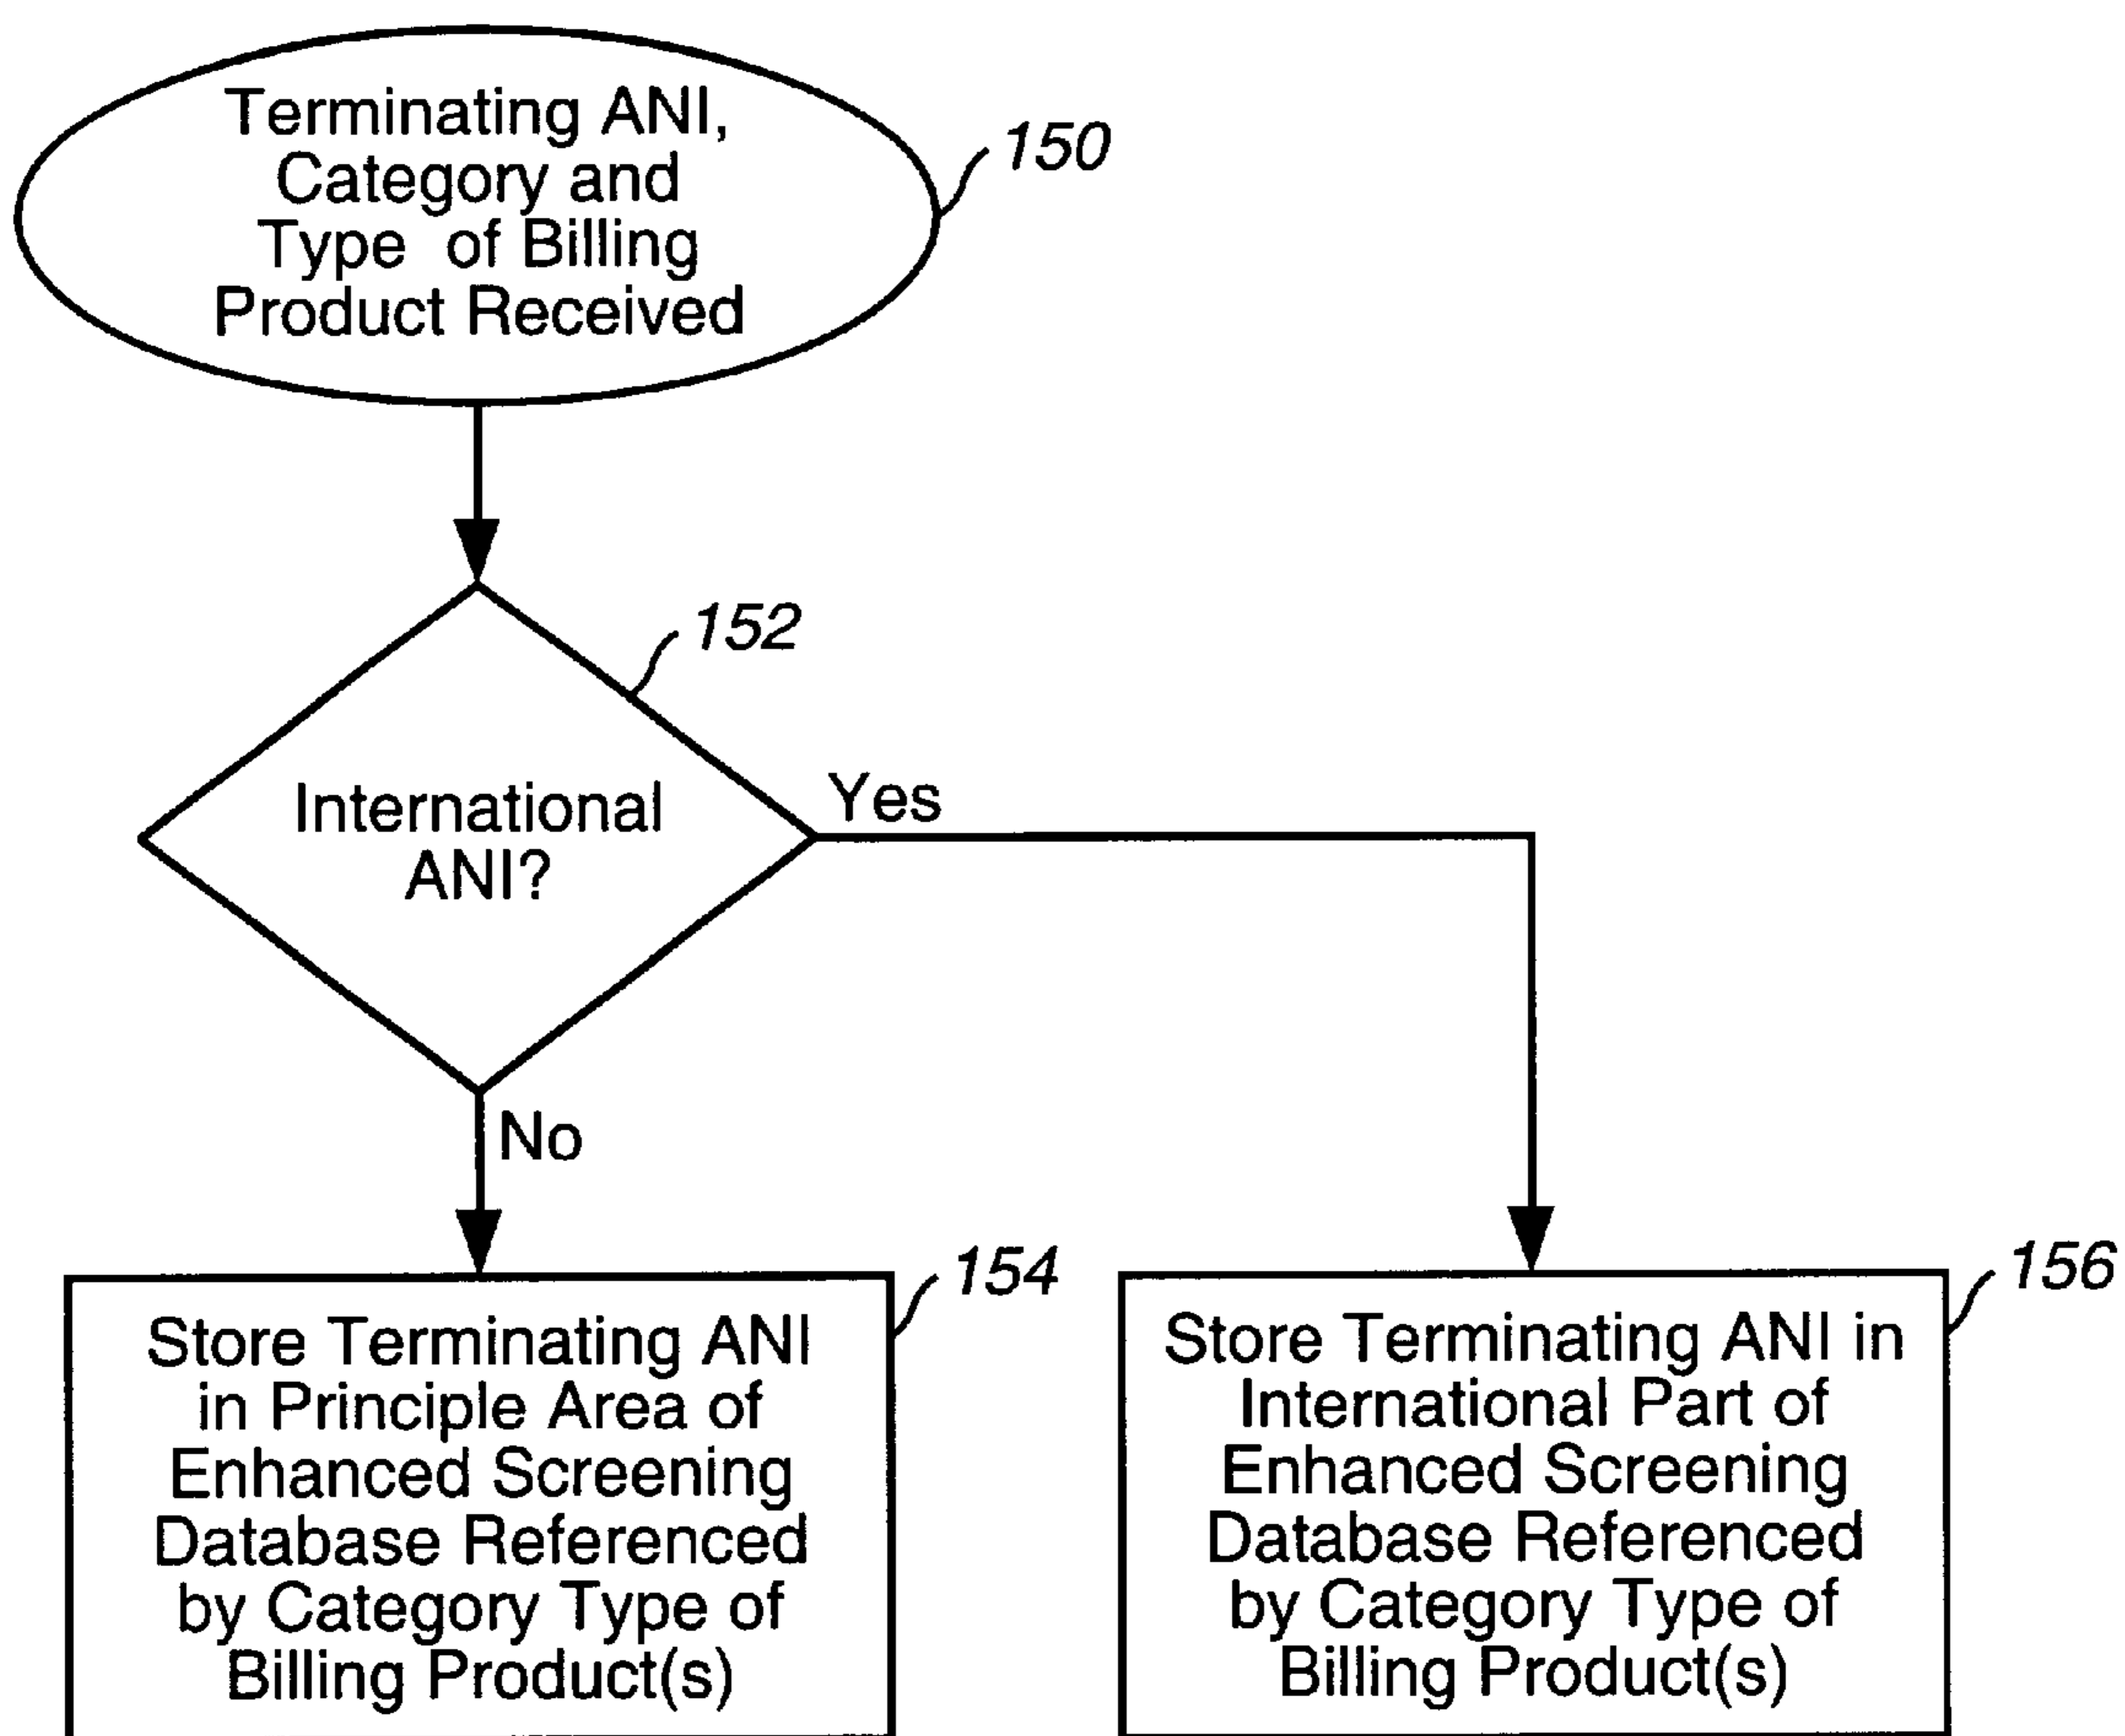 Terminating ANI,
Category and
Type of Billing
Product Received
150
152
International
ANI?
Yes
No
154
Store Terminating ANI
in Principle Area of
Enhanced Screening
Database Referenced
by Category Type of
Billing Product(s)
156
Store Terminating ANI in
International Part of
Enhanced Screening
Database Referenced
by Category Type of
Billing Product(s)